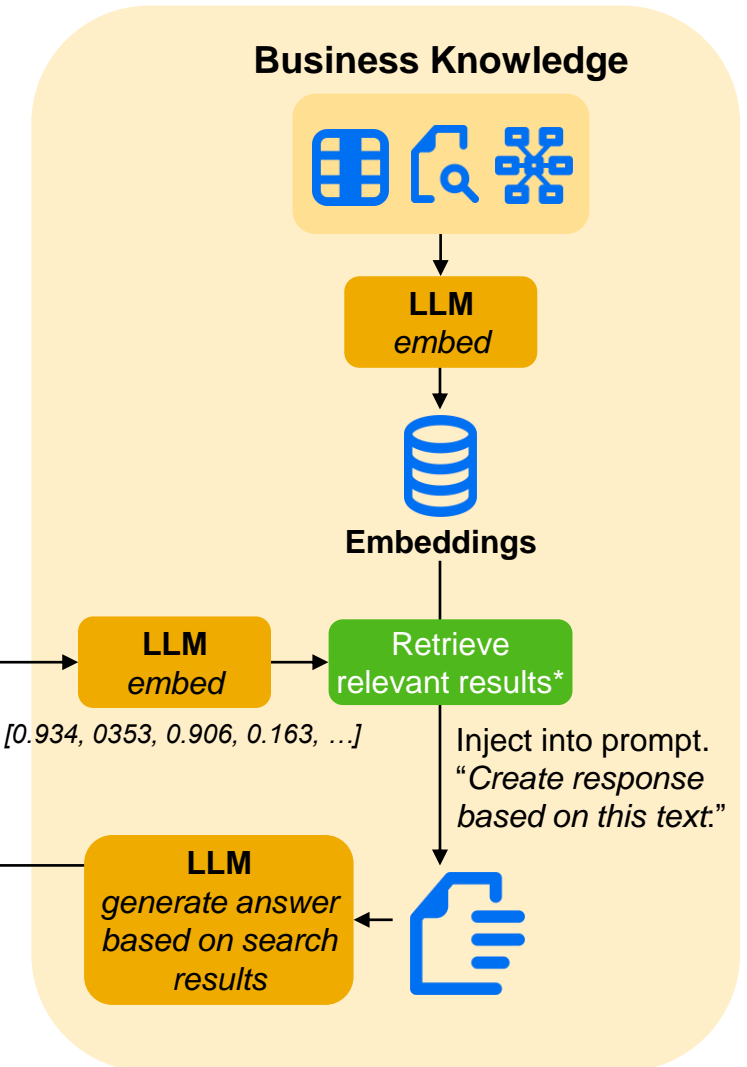 Business Knowledge
LLM
embed
Embeddings
LLM
embed
Retrieve
relevant results*
[0.934, 0353, 0.906, 0.163, …]
Inject into prompt.
“Create response
based on this text.”
LLM
generate answer
based on search
results